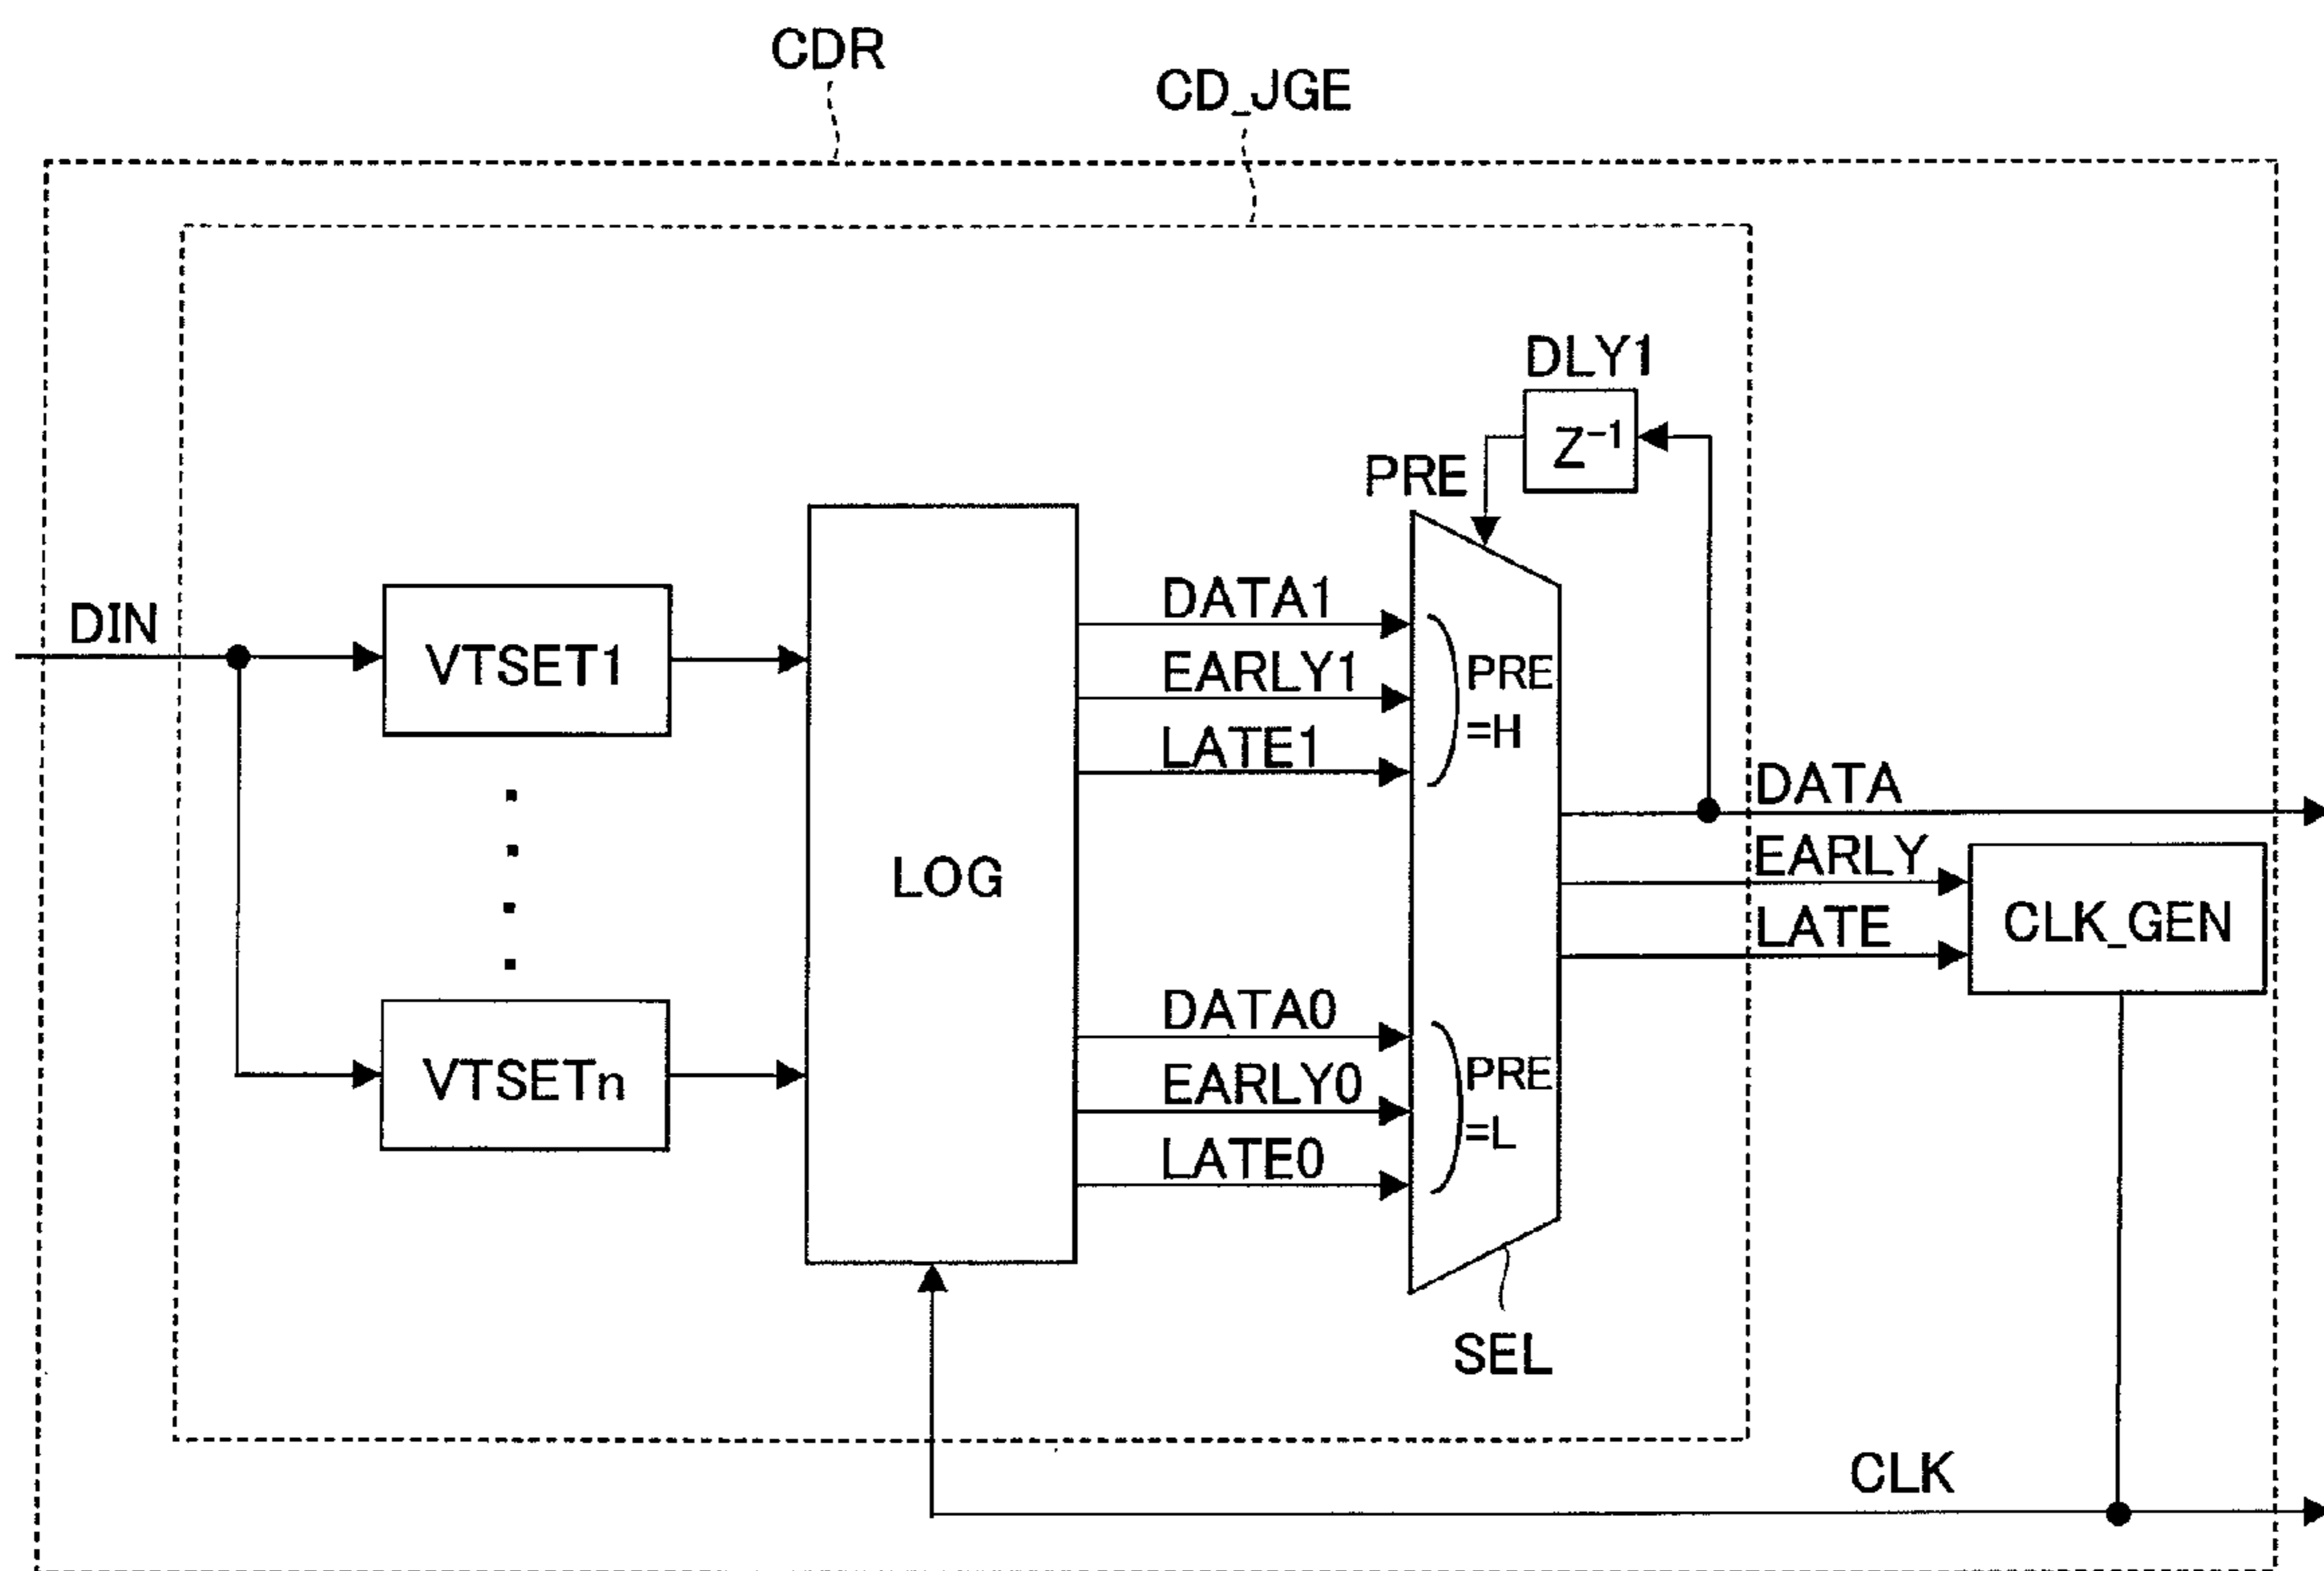 CDR
CD_JGE
DLY1
Z⁻¹
PRE
DIN
VTSET1
VTSETn
LOG
DATA1
EARLY1
LATE1
PRE
=H
DATA0
EARLY0
LATE0
PRE
=L
SEL
DATA
EARLY
LATE
CLK_GEN
CLK